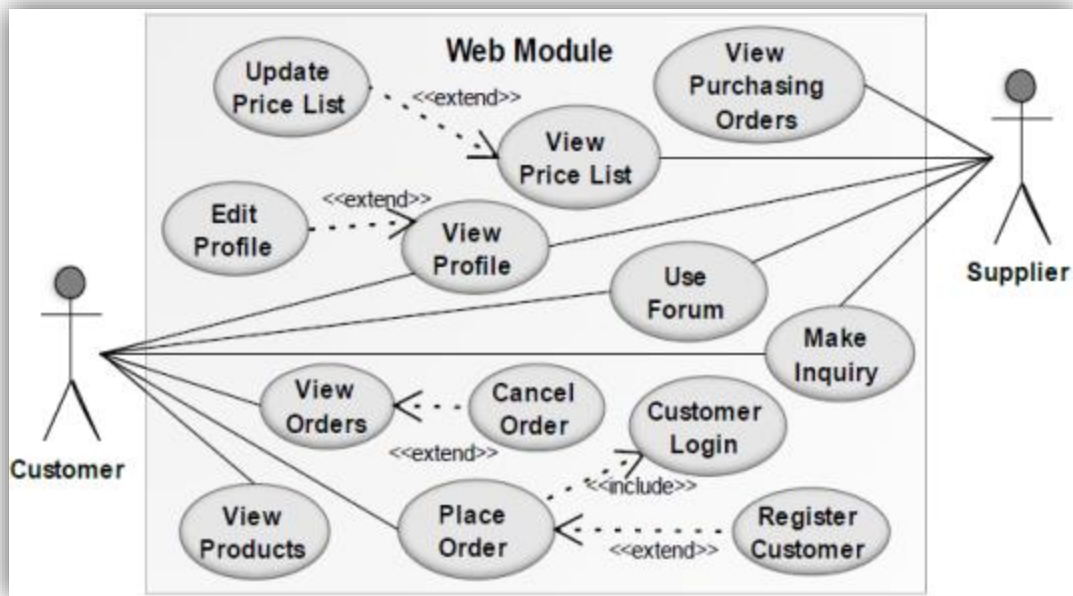 Web Module
Update
Price List
<<extend>>
View
Purchasing
Orders
View
Price List
Edit
Profile
<<extend>>
View
Profile
Use
Forum
Supplier
Make
Inquiry
Customer
View
Orders
<<extend>>
Cancel
Order
Customer
Login
<<include>>
View
Products
Place
Order
<<extend>>
Register
Customer